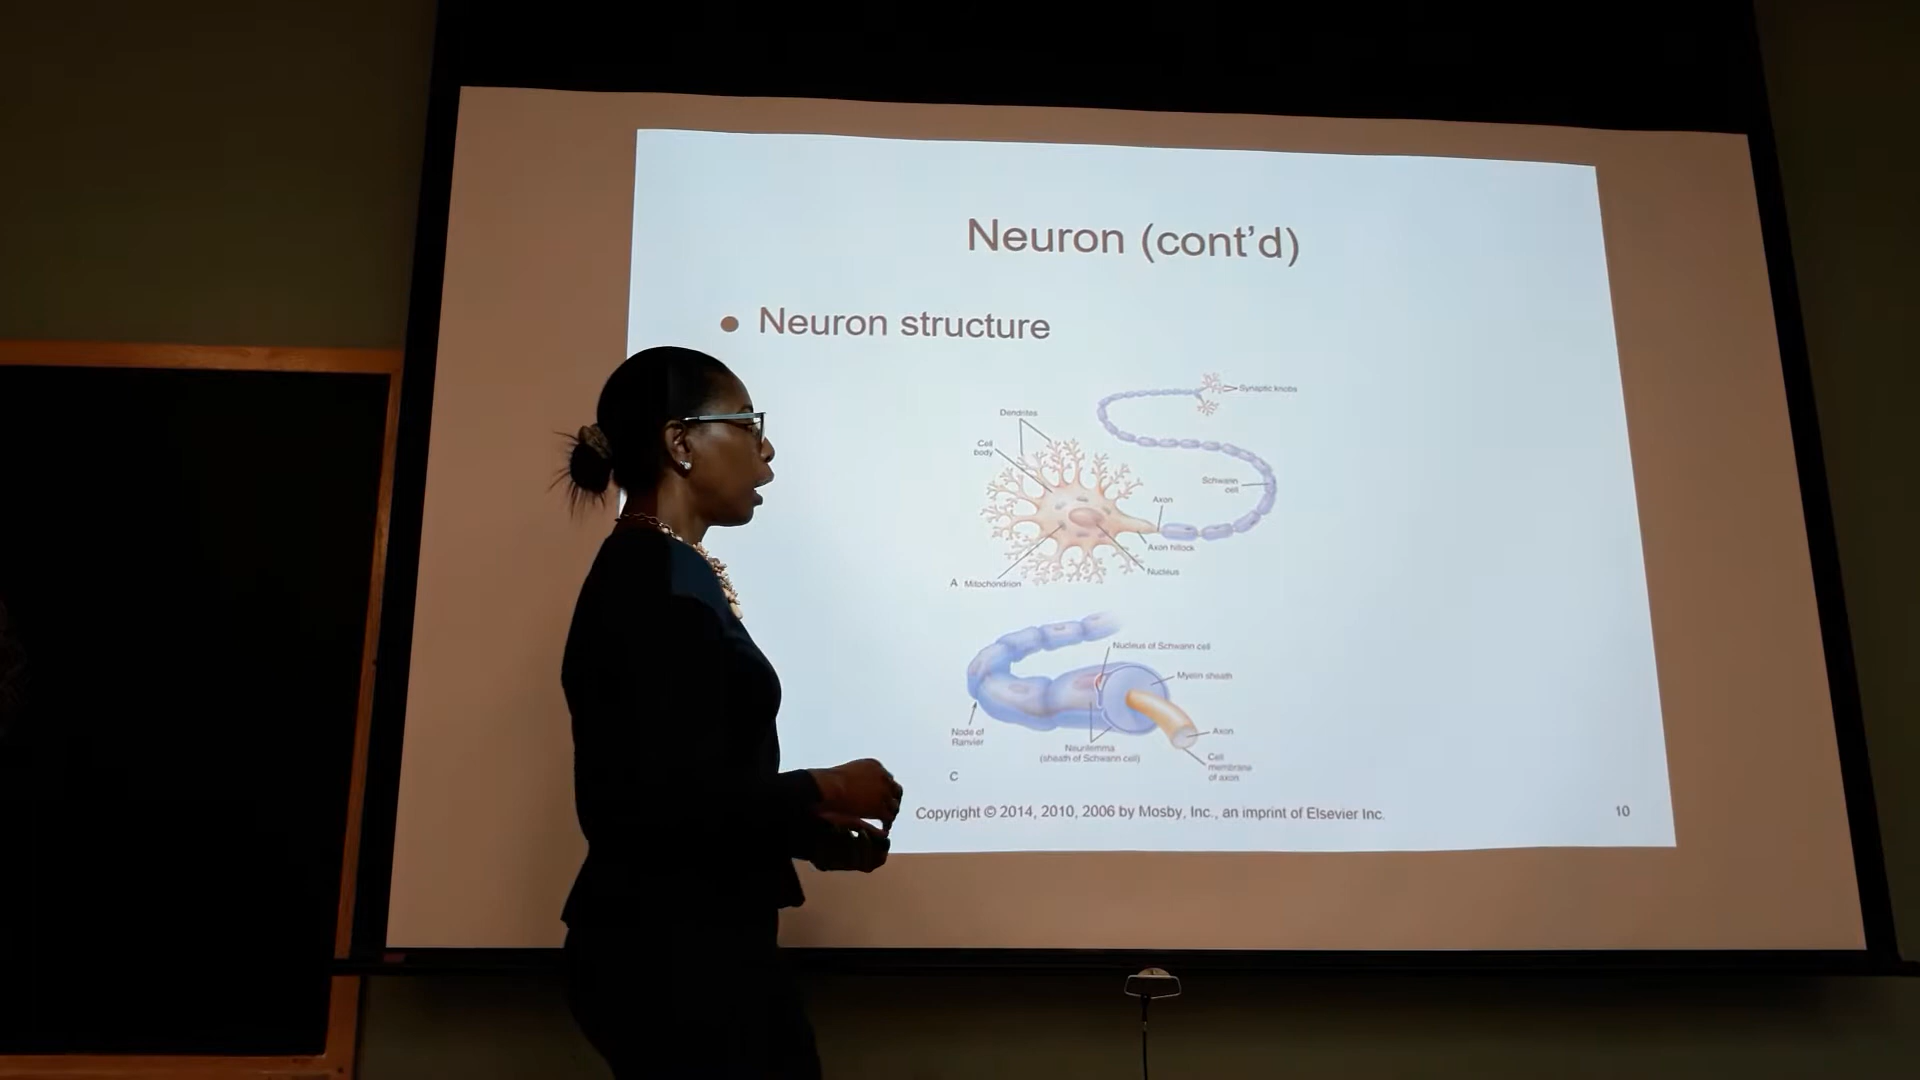 Neuron (cont’d)
● Neuron structure
Synaptic knobs
Dendrites
Cell
body
Schwann
cell
Axon
Axon hillock
Nucleus
A Mitochondrion
Nucleus of Schwann cell
Myelin sheath
Node of
Ranvier
Axon
Neurilemma
(sheath of Schwann cell)
Cell
membrane
of axon
C
Copyright © 2014, 2010, 2006 by Mosby, Inc., an imprint of Elsevier Inc.
10